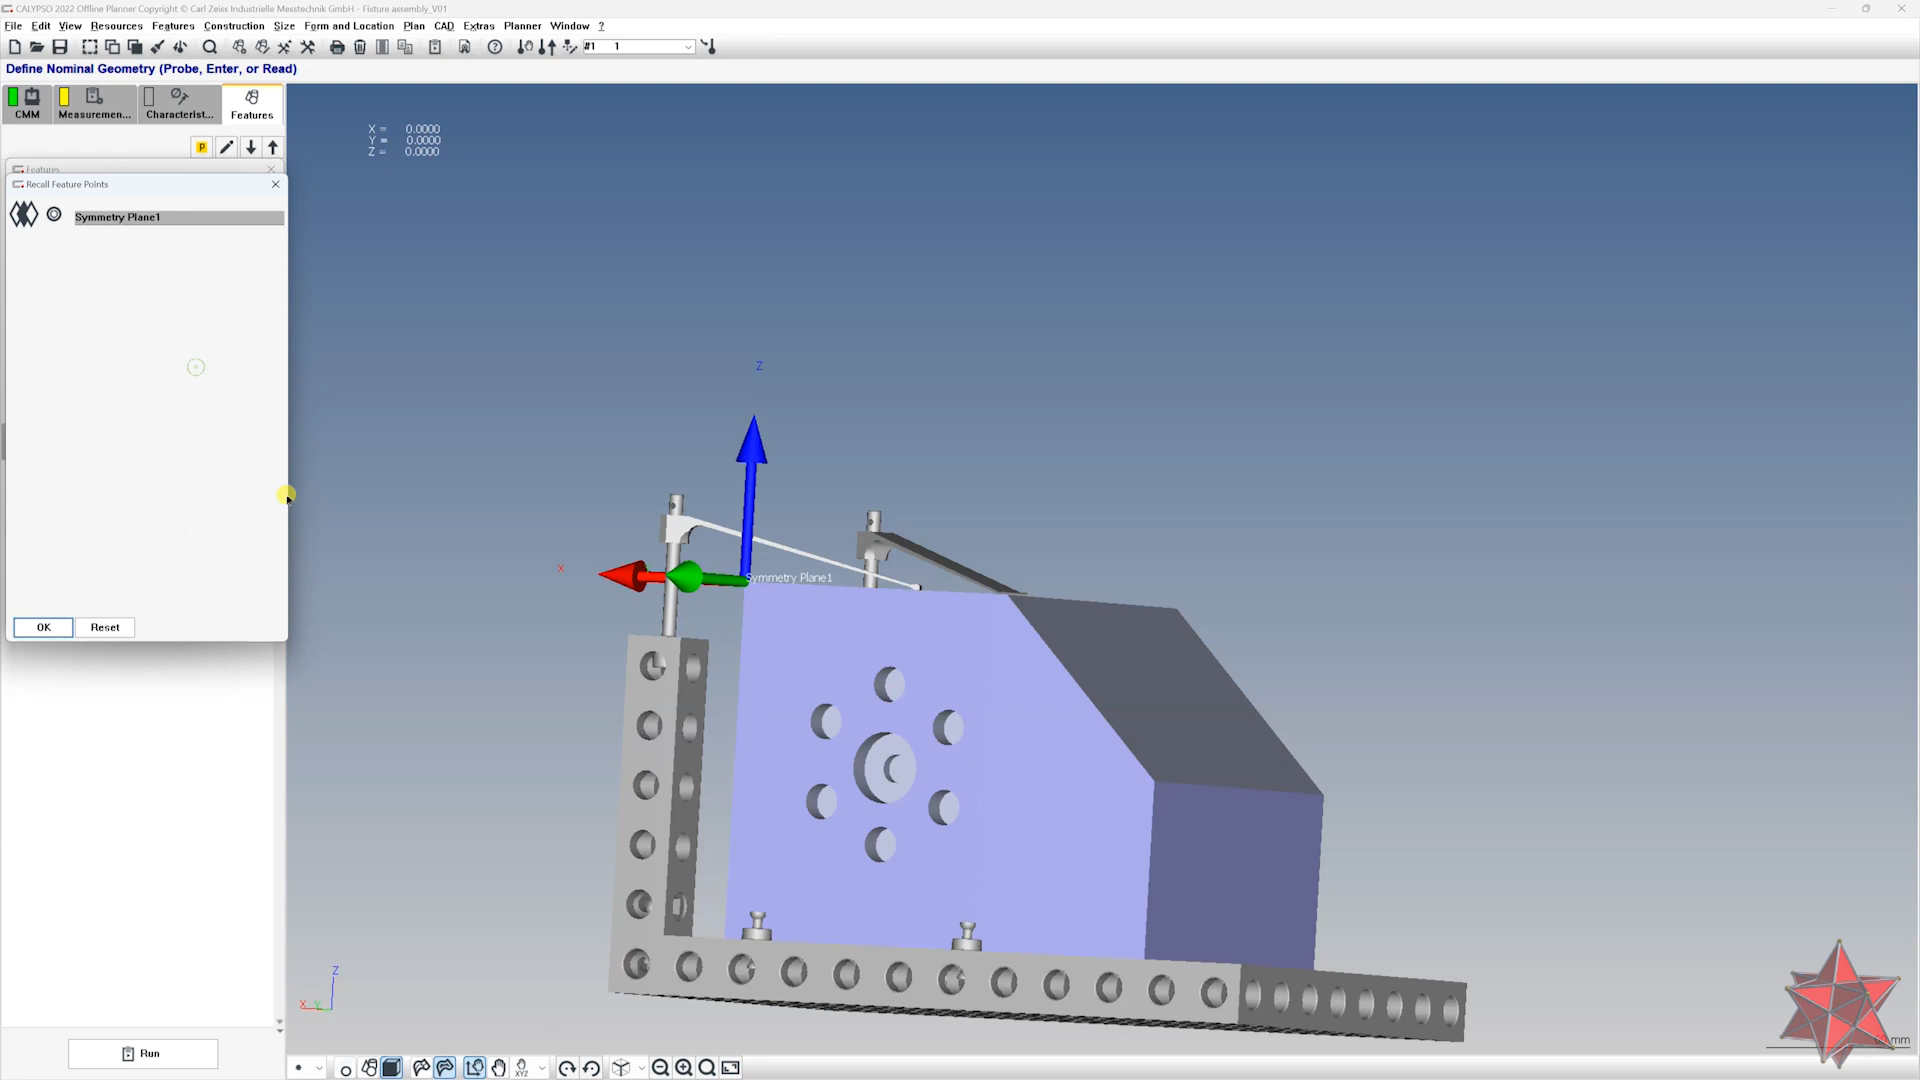 CALYPSO 2022 Offline Planner Copyright © Carl Zeiss Industrielle Messtechnik GmbH - Fixture assembly_V01
File Edit View Resources Features Construction Size Form and Location Plan CAD Extras Planner Window ?
#1 1
Define Nominal Geometry (Probe, Enter, or Read)
CMM Measuremen... Characterist... Features
X = 0.0000
Y = 0.0000
Z = 0.0000
P
Features
Recall Feature Points
Symmetry Plane1
Z
X
Symmetry Plane1
OK Reset
Z
X Y
mm
Run
XYZ